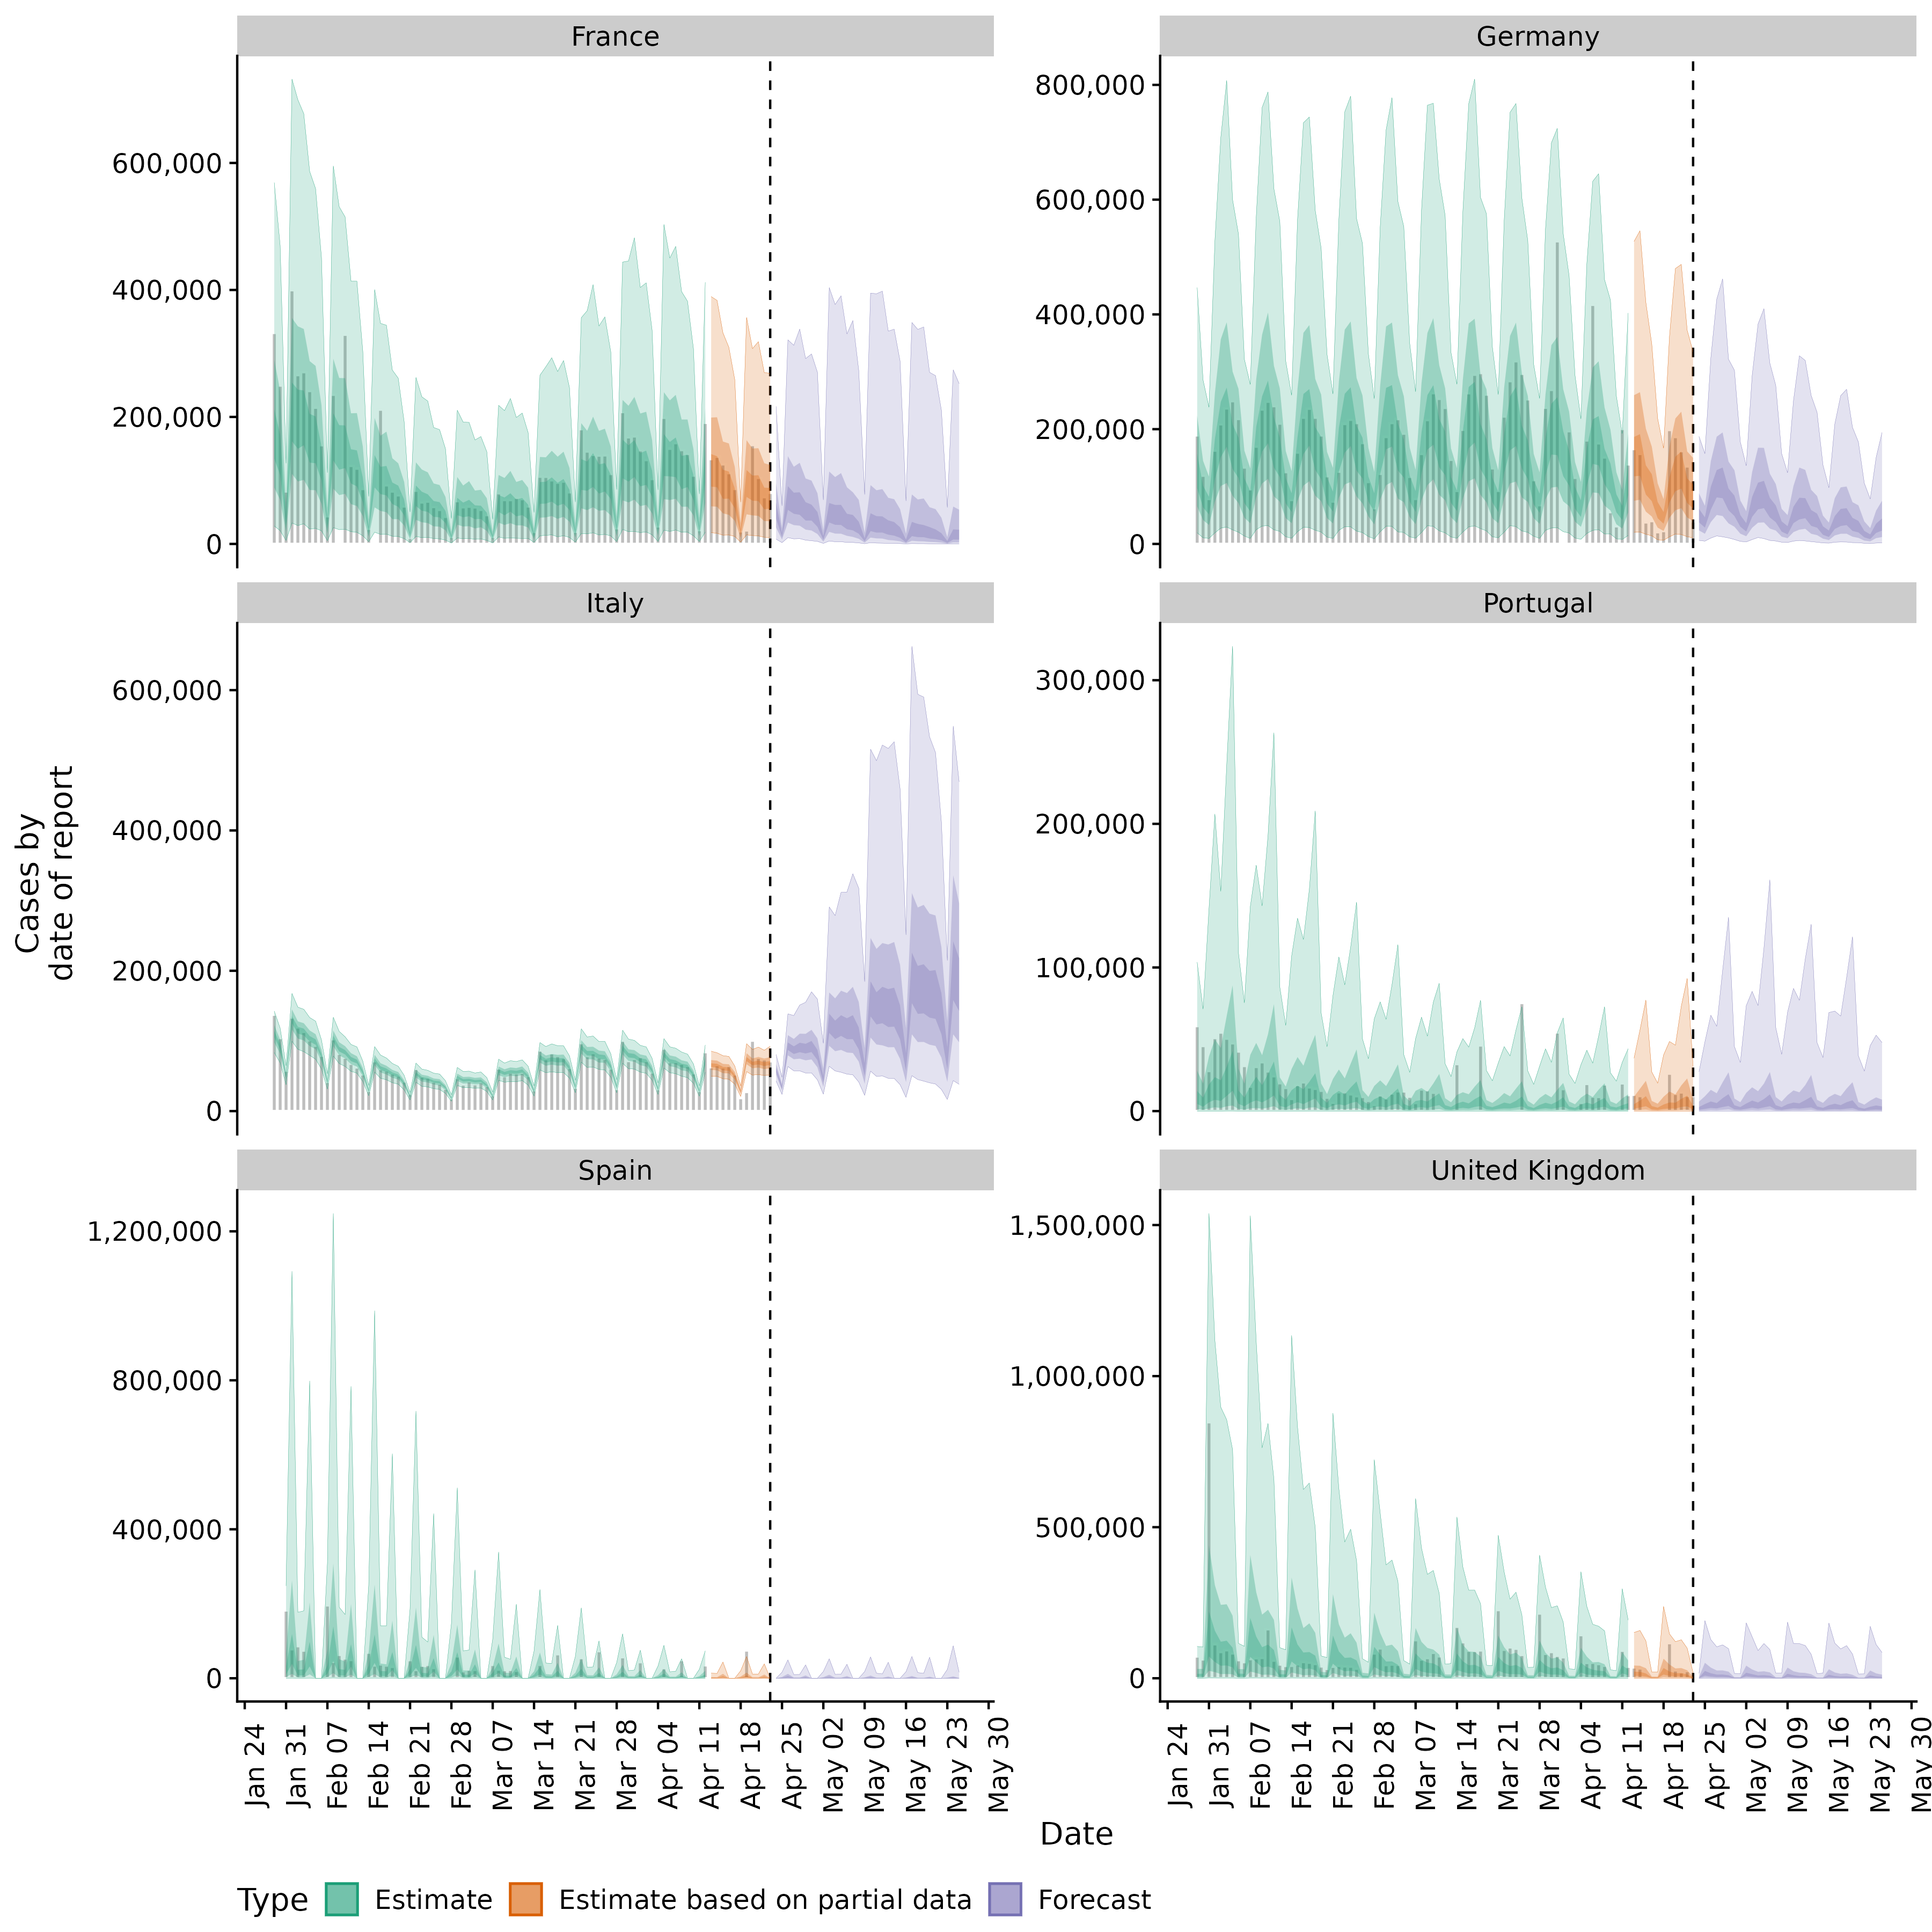 France
Germany
600,000
400,000
200,000
0
800,000
600,000
400,000
200,000
0
Italy
Portugal
600,000
400,000
200,000
0
300,000
200,000
100,000
0
Cases by
date of report
Spain
United Kingdom
1,200,000
800,000
400,000
0
1,500,000
1,000,000
500,000
0
Jan 24
Jan 31
Feb 07
Feb 14
Feb 21
Feb 28
Mar 07
Mar 14
Mar 21
Mar 28
Apr 04
Apr 11
Apr 18
Apr 25
May 02
May 09
May 16
May 23
May 30
Jan 24
Jan 31
Feb 07
Feb 14
Feb 21
Feb 28
Mar 07
Mar 14
Mar 21
Mar 28
Apr 04
Apr 11
Apr 18
Apr 25
May 02
May 09
May 16
May 23
May 30
Date
Type Estimate Estimate based on partial data Forecast